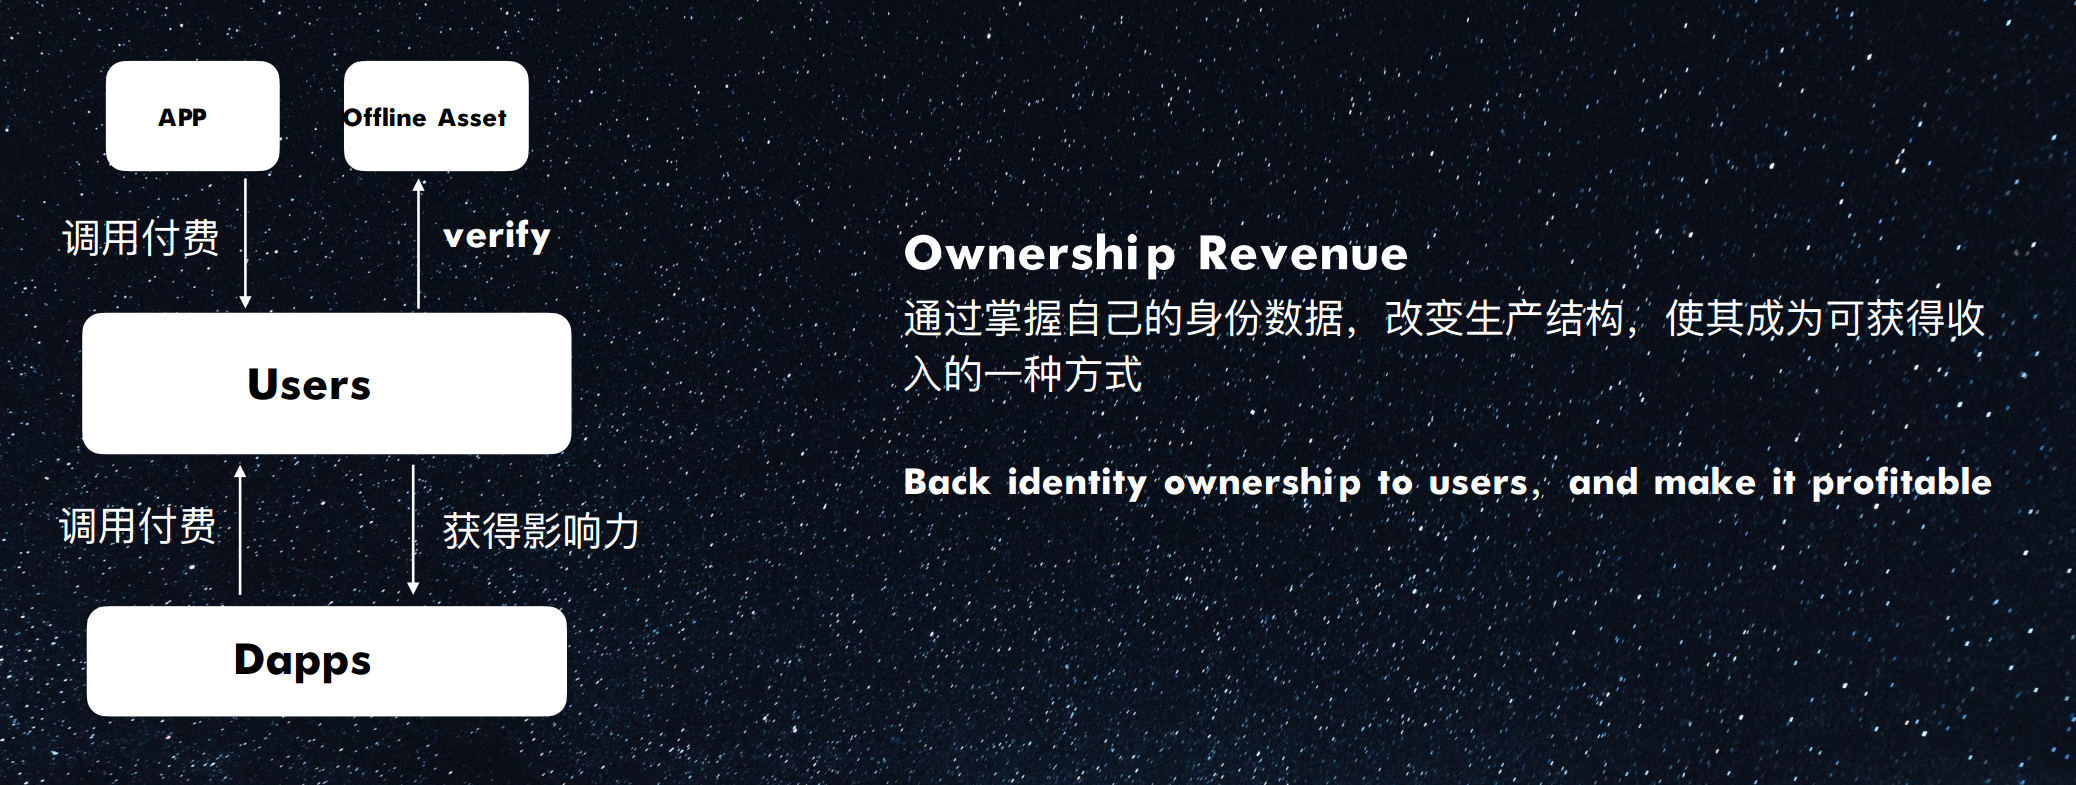 APP
Offline Asset
调用付费
verify
Users
调用付费
获得影响力
Dapps
Ownership Revenue
通过掌握自己的身份数据，改变生产结构，使其成为可获得收
入的一种方式
Back identity ownership to users，and make it profitable